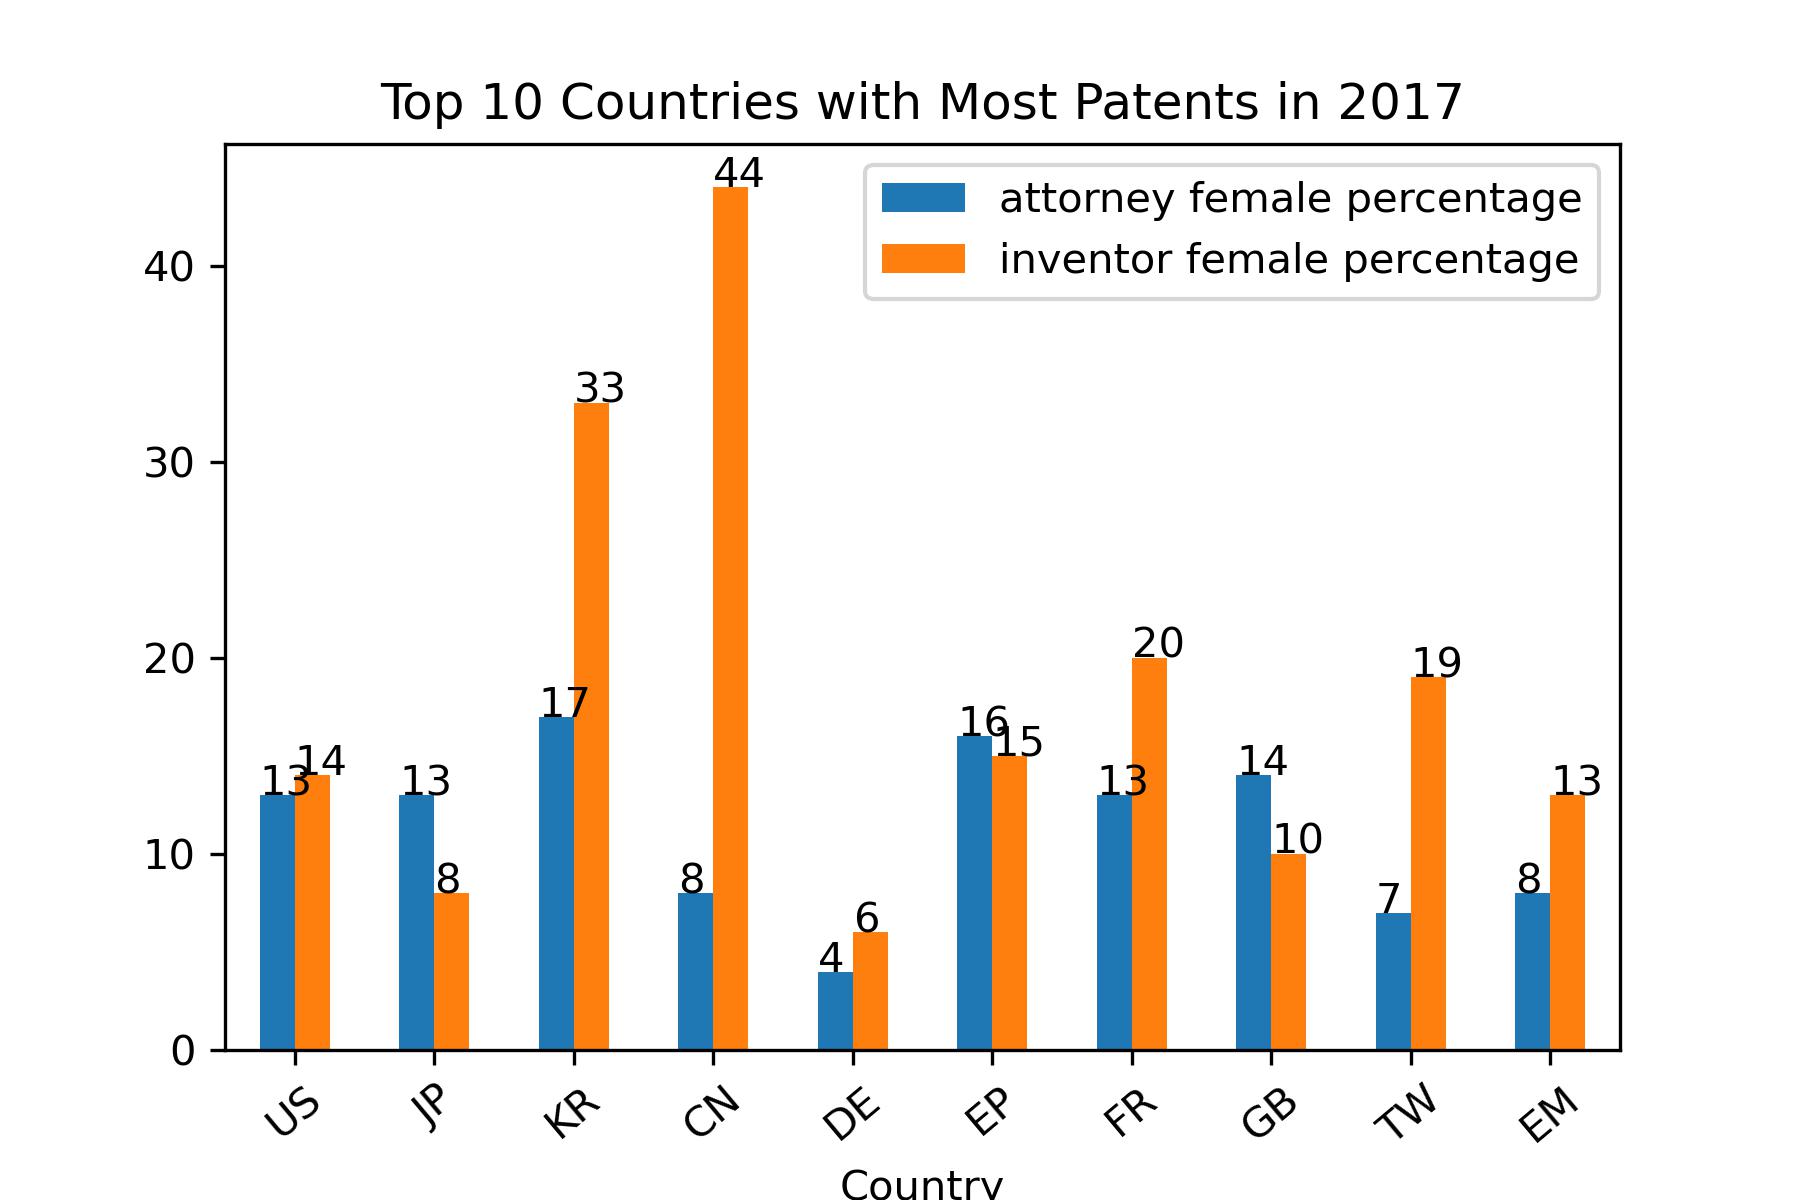 Top 10 Countries with Most Patents in 2017
attorney female percentage
inventor female percentage
40
30
20
10
0
44
33
17
20
19
16
15
13
14
13
13
14
13
10
8
8
8
7
6
4
US
JP
KR
CN
DE
EP
FR
GB
TW
EM
Country